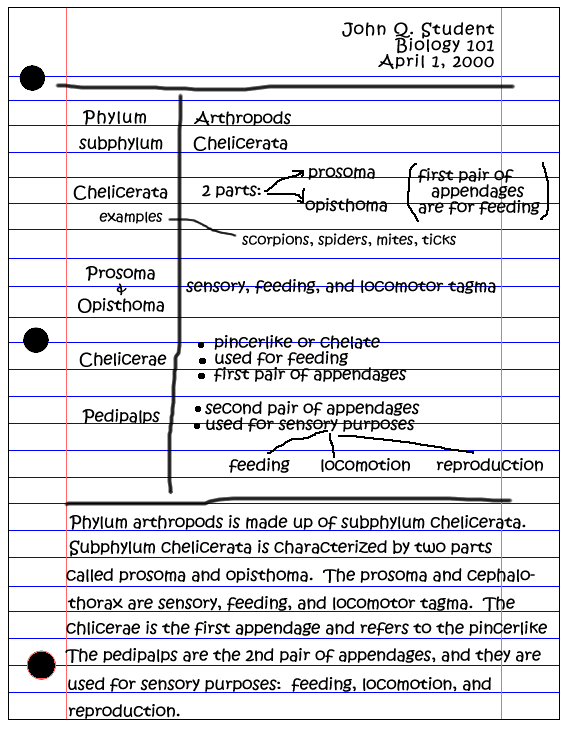 John Q. Student
Biology 101
April 1, 2000
Phylum Arthropods
subphylum Chelicerata
Chelicerata 2 parts: prosoma opisthoma (first pair of appendages are for feeding)
examples scorpions, spiders, mites, ticks
Prosoma & Opisthoma sensory, feeding, and locomotor tagma
Chelicerae
• pincerlike or chelate
• used for feeding
• first pair of appendages
Pedipalps
• second pair of appendages
• used for sensory purposes
feeding locomotion reproduction
Phylum arthropods is made up of subphylum chelicerata.
Subphylum chelicerata is characterized by two parts
called prosoma and opisthoma. The prosoma and cephalo-
thorax are sensory, feeding, and locomotor tagma. The
chlicerae is the first appendage and refers to the pincerlike
The pedipalps are the 2nd pair of appendages, and they are
used for sensory purposes: feeding, locomotion, and
reproduction.